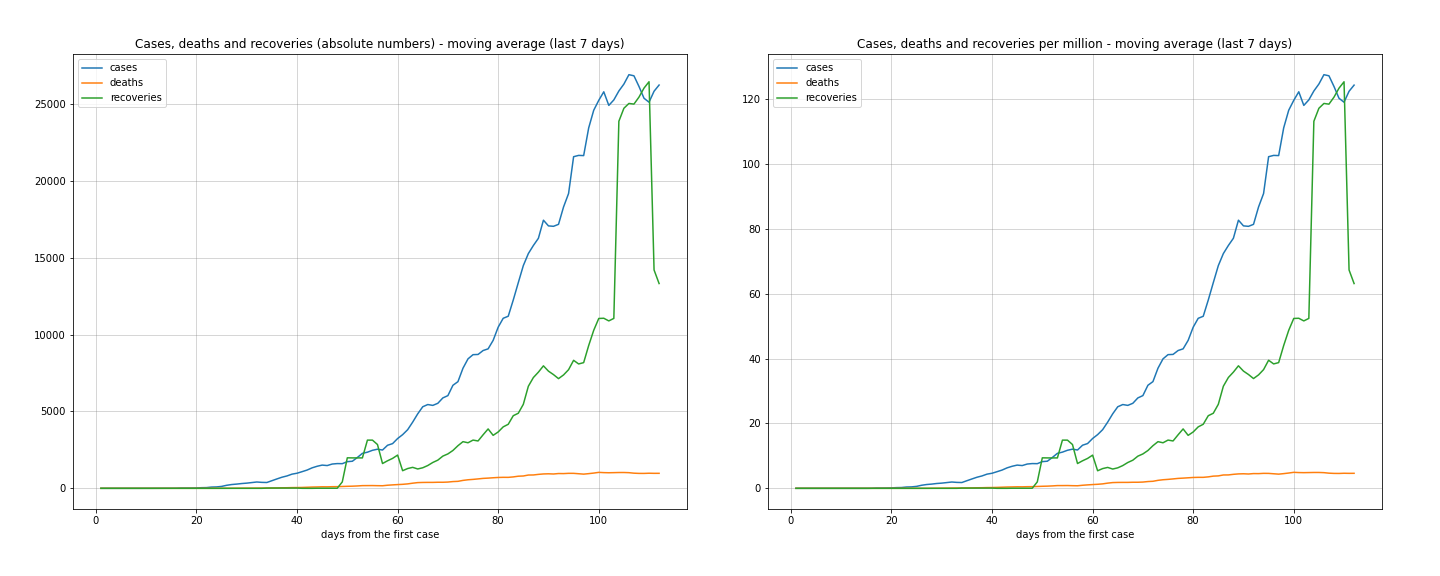 Cases, deaths and recoveries (absolute numbers) - moving average (last 7 days)
cases
deaths
recoveries
25000
20000
15000
10000
5000
0
0 20 40 60 80 100
days from the first case
Cases, deaths and recoveries per million - moving average (last 7 days)
cases
deaths
recoveries
120
100
80
60
40
20
0
0 20 40 60 80 100
days from the first case